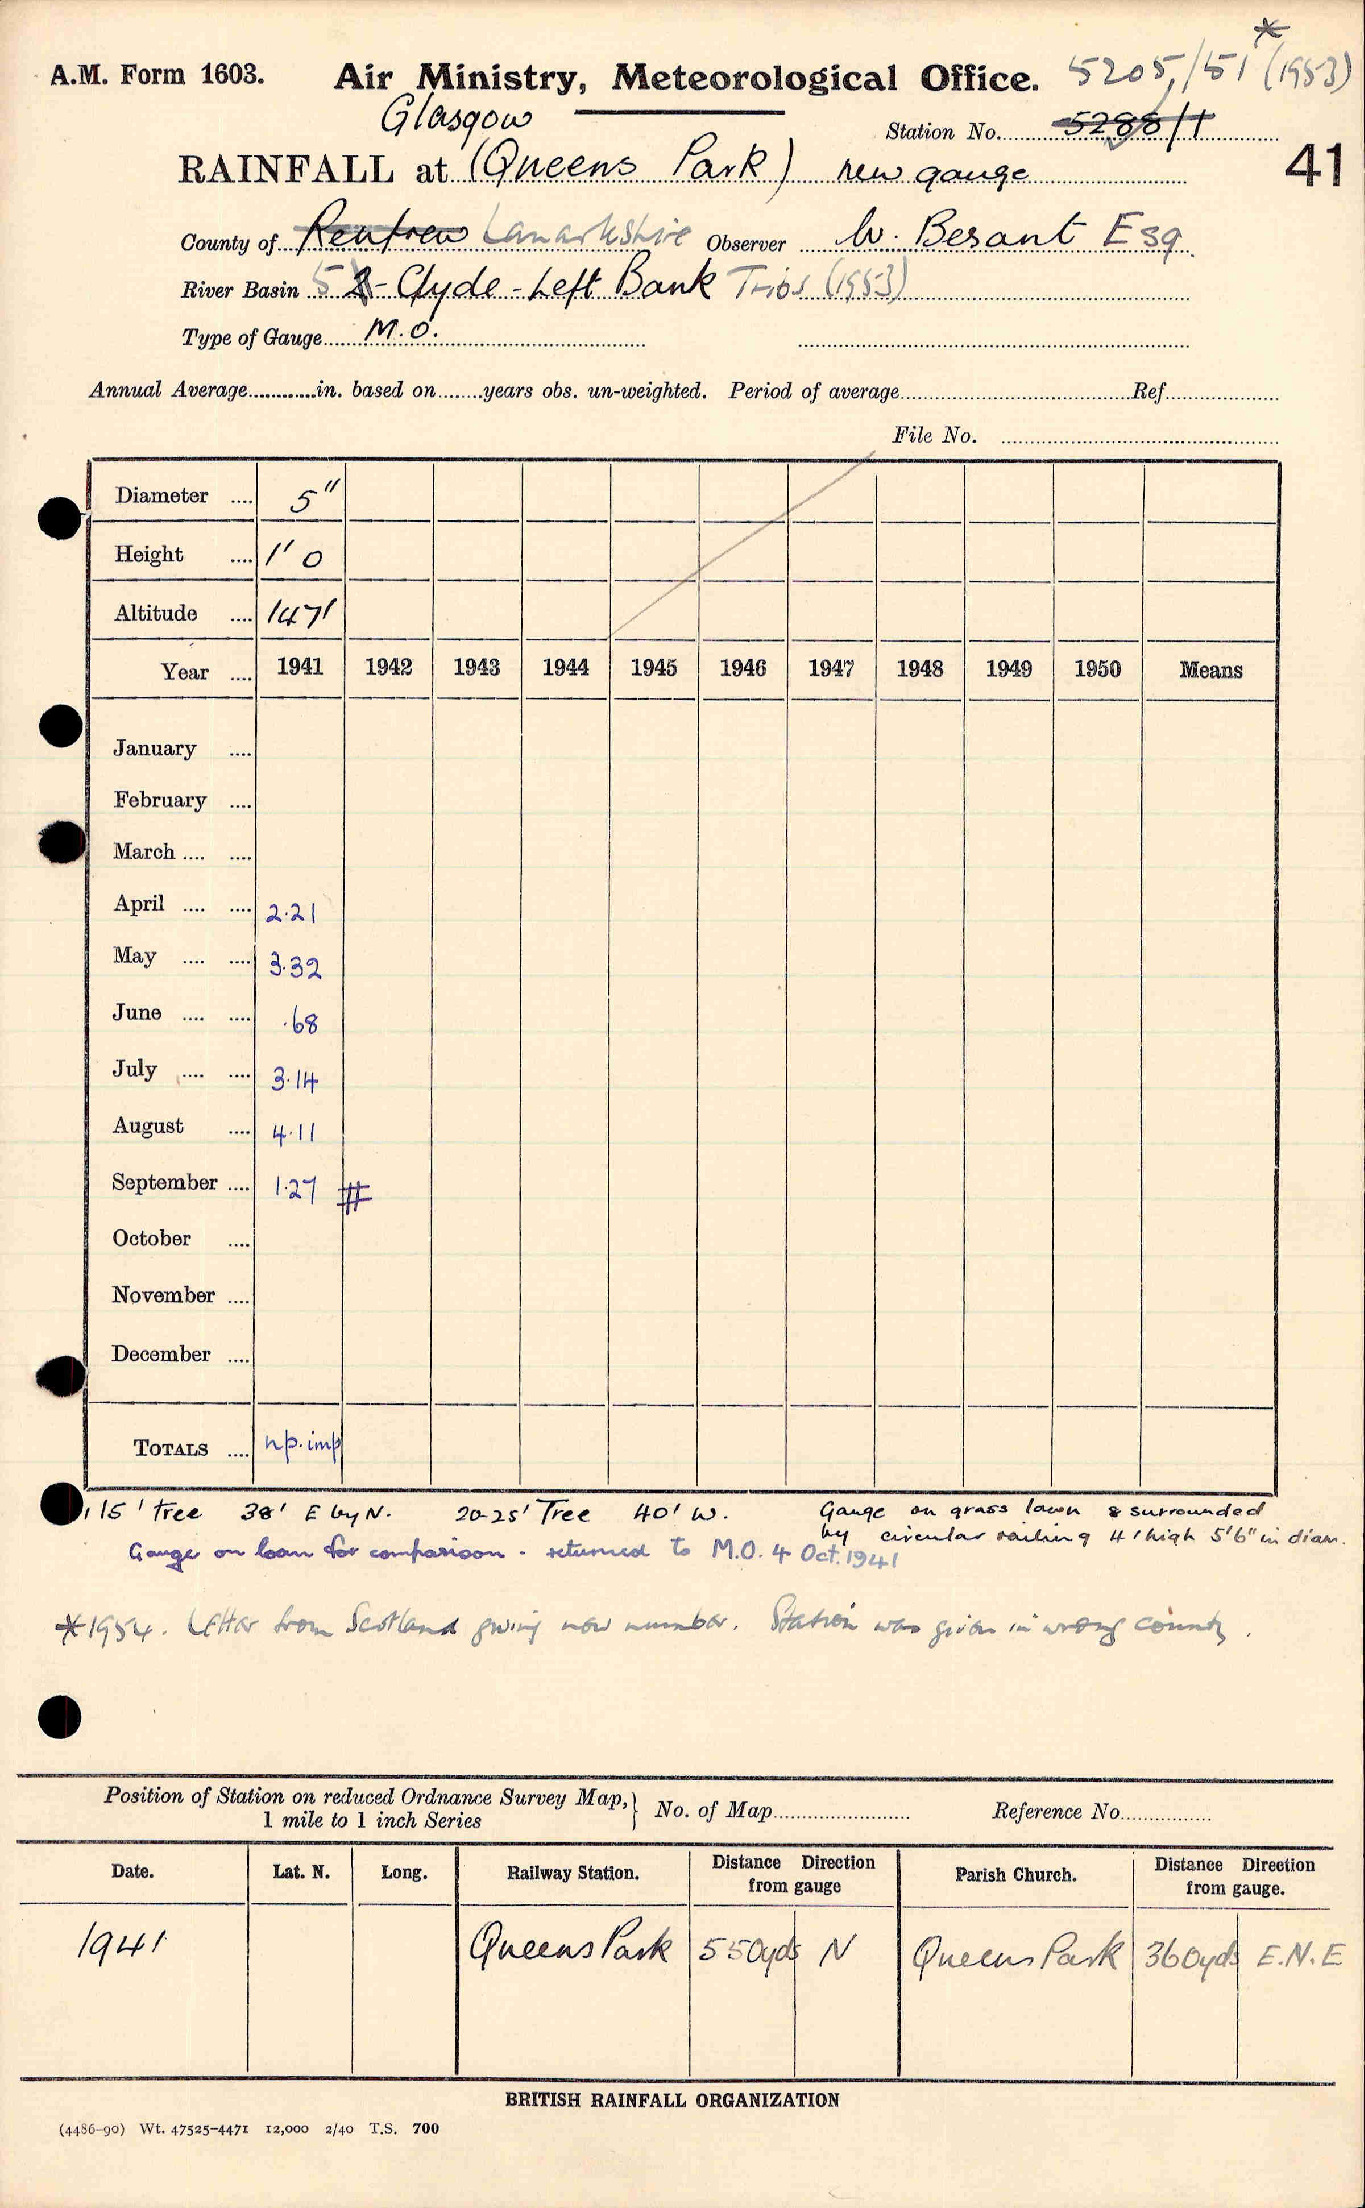 *
A.M. Form 1603. Air Ministry, Meteorological Office. 5205/51 (1953)
Glasgow
Station No. 5288/1
RAINFALL at (Queens Park) new gauge 41
County of Renfrew Lanarkshire Observer W. Besant Esq
River Basin 5 2 - Clyde - Left Bank Tribs (1953)
Type of Gauge M.O.
Annual Average in. based on years obs. un-weighted. Period of average Ref
File No.
Diameter .... 5"
Height .... 1' 0
Altitude .... 147'
Year .... 1941 1942 1943 1944 1945 1946 1947 1948 1949 1950 Means
January ....
February ....
March .... ....
April .... .... 2.21
May .... .... 3.32
June .... .... .68
July .... .... 3.14
August .... 4.11
September .... 1.27 #
October ....
November ....
December ....
TOTALS .... np. imp
15' Tree 38' E by N. 20-25' Tree 40' W. Gauge on grass lawn & surrounded
by circular railing 4' high 5'6" in diam.
Gauge on loan for comparison - returned to M.O. 4 Oct. 1941
*1954. Letter from Scotland giving new number. Station was given in wrong county.
Position of Station on reduced Ordnance Survey Map,
1 mile to 1 inch Series
No. of Map Reference No.
Date. Lat. N. Long. Railway Station. Distance Direction from gauge Parish Church. Distance Direction from gauge.
1941 Queens Park 550yds N Queens Park 360yds E.N.E
BRITISH RAINFALL ORGANIZATION
(4486-90) Wt. 47525-4471 12,000 2/40 T.S. 700